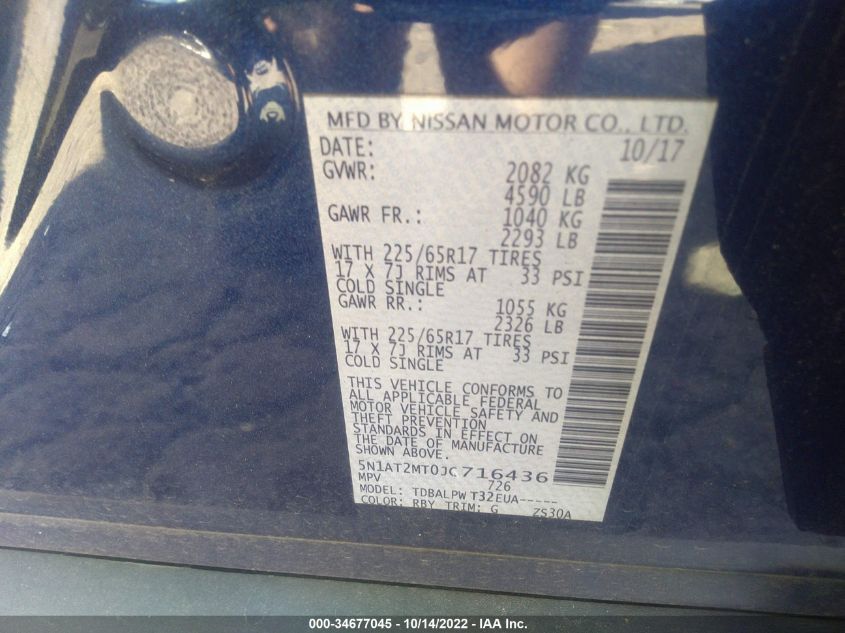 MFD BY NISSAN MOTOR CO., LTD.
DATE: 10/17
GVWR: 2082 KG
4590 LB
GAWR FR.: 1040 KG
2293 LB
WITH 225/65R17 TIRES
17 X 7J RIMS AT 33 PSI
COLD SINGLE
GAWR RR.: 1055 KG
2326 LB
WITH 225/65R17 TIRES
17 X 7J RIMS AT 33 PSI
COLD SINGLE
THIS VEHICLE CONFORMS TO
ALL APPLICABLE FEDERAL
MOTOR VEHICLE SAFETY AND
THEFT PREVENTION
STANDARDS IN EFFECT ON
THE DATE OF MANUFACTURE
SHOWN ABOVE.
5N1AT2MT0JC716436
MPV 726
MODEL: TDBALPW T32EUA-----
COLOR: RBY TRIM: G ZS30A
000-34677045 - 10/14/2022 - IAA Inc.